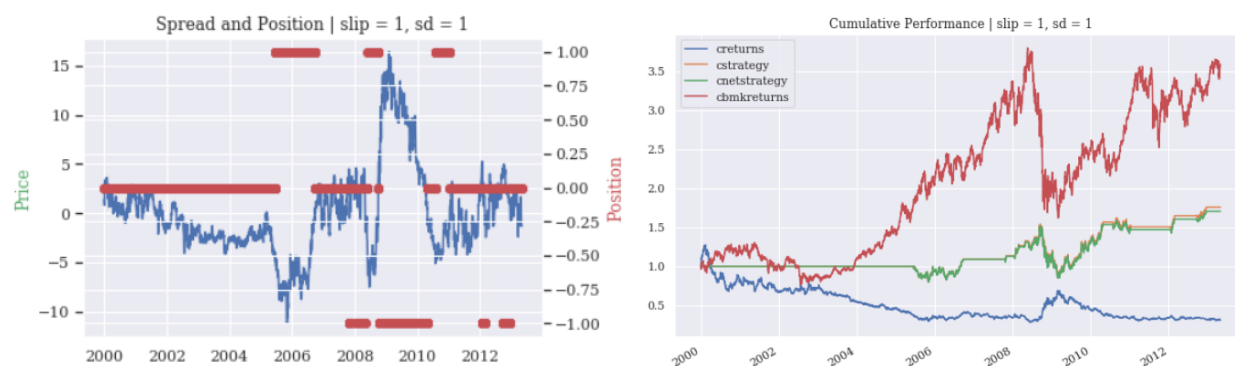 Spread and Position | slip = 1, sd = 1
Price
15
10
5
0
−5
−10
1.00
0.75
0.50
0.25
0.00
−0.25
−0.50
−0.75
−1.00
Position
2000 2002 2004 2006 2008 2010 2012
Cumulative Performance | slip = 1, sd = 1
creturns
cstrategy
cnetstrategy
cbmkreturns
3.5
3.0
2.5
2.0
1.5
1.0
0.5
2000 2002 2004 2006 2008 2010 2012